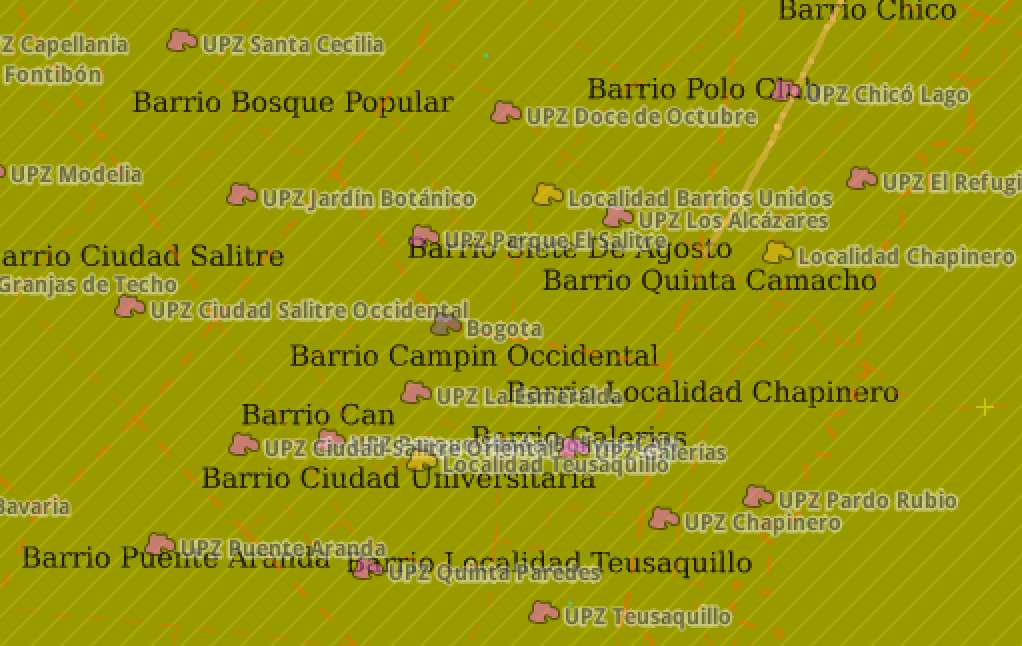 Barrio Chico
Z Capellanía
UPZ Santa Cecilia
Fontibón
Barrio Polo Club
UPZ Chicó Lago
Barrio Bosque Popular
UPZ Doce de Octubre
UPZ Modelia
UPZ El Refugi
UPZ Jardín Botánico
Localidad Barrios Unidos
UPZ Los Alcázares
UPZ Parque El Salitre
Barrio Siete De Agosto
arrio Ciudad Salitre
Localidad Chapinero
Barrio Quinta Camacho
Granjas de Techo
UPZ Ciudad Salitre Occidental
Bogota
Barrio Campin Occidental
UPZ La Esmeralda
Barrio Localidad Chapinero
Barrio Can
Barrio Galerias
UPZ Ciudad Salitre Oriental
UPZ Galerías
Localidad Teusaquillo
Barrio Ciudad Universitaria
Bavaria
UPZ Pardo Rubio
UPZ Chapinero
UPZ Puente Aranda
Barrio Puente Aranda
Barrio Localidad Teusaquillo
UPZ Quinta Paredes
UPZ Teusaquillo